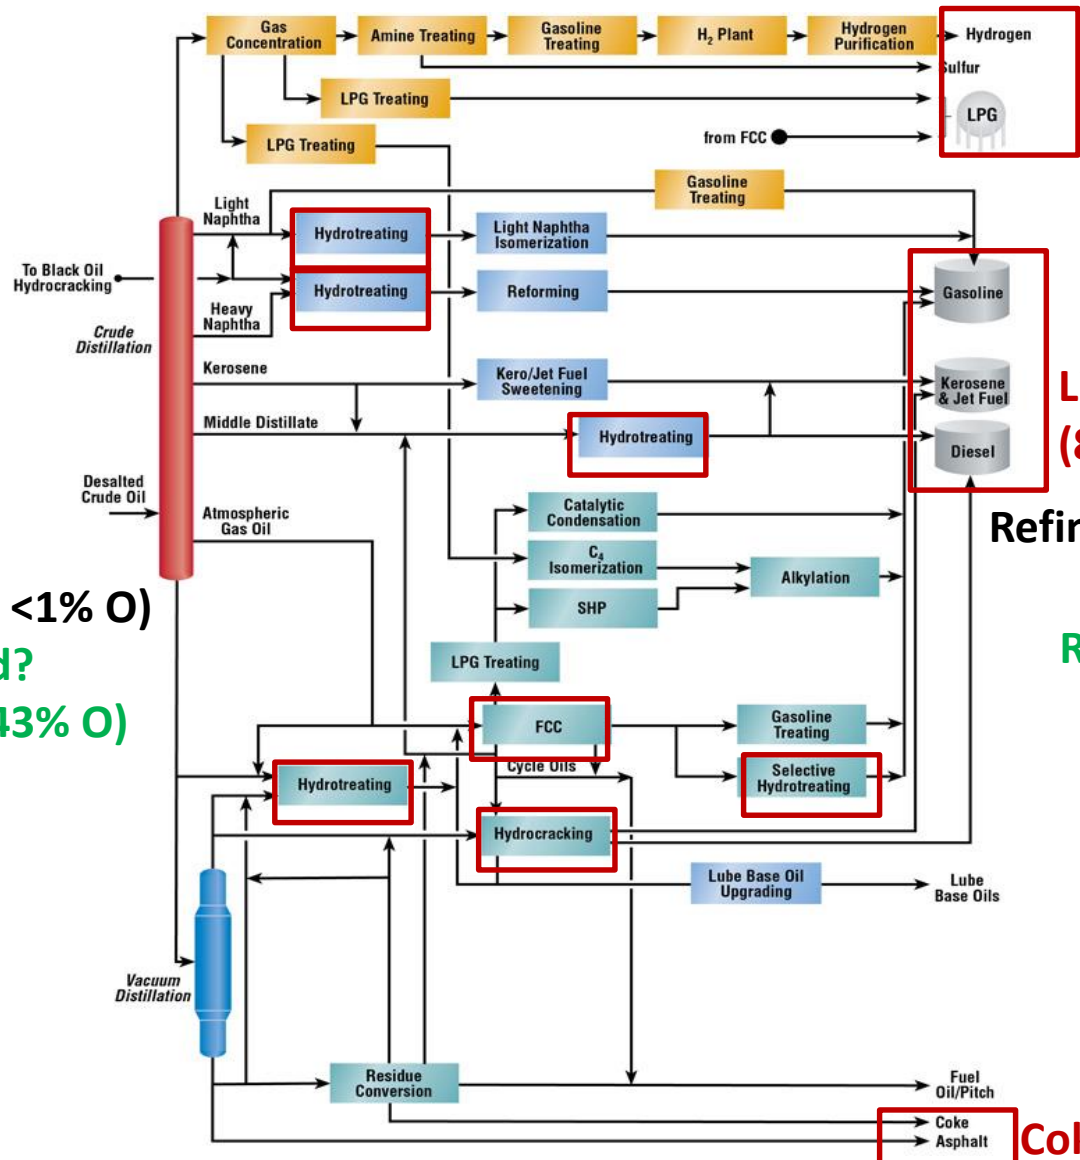 Gas
Concentration
Amine Treating
Gasoline
Treating
H₂ Plant
Hydrogen
Purification
Hydrogen
Sulfur
LPG Treating
LPG
LPG Treating
from FCC
Gasoline
Treating
Light
Naphtha
Hydrotreating
Light Naphtha
Isomerization
To Black Oil
Hydrocracking
Hydrotreating
Reforming
Gasoline
Heavy
Naphtha
Crude
Distillation
Kerosene
Kero/Jet Fuel
Sweetening
Kerosene
& Jet Fuel
L
(8
Middle Distillate
Hydrotreating
Diesel
Desalted
Crude Oil
Atmospheric
Gas Oil
Catalytic
Condensation
Refir
C₄
Isomerization
Alkylation
<1% O)
SHP
d?
LPG Treating
R
43% O)
FCC
Gasoline
Treating
Cycle Oils
Hydrotreating
Selective
Hydrotreating
Hydrocracking
Lube Base Oil
Upgrading
Lube
Base Oils
Vacuum
Distillation
Residue
Conversion
Fuel
Oil/Pitch
Coke
Asphalt
Cok